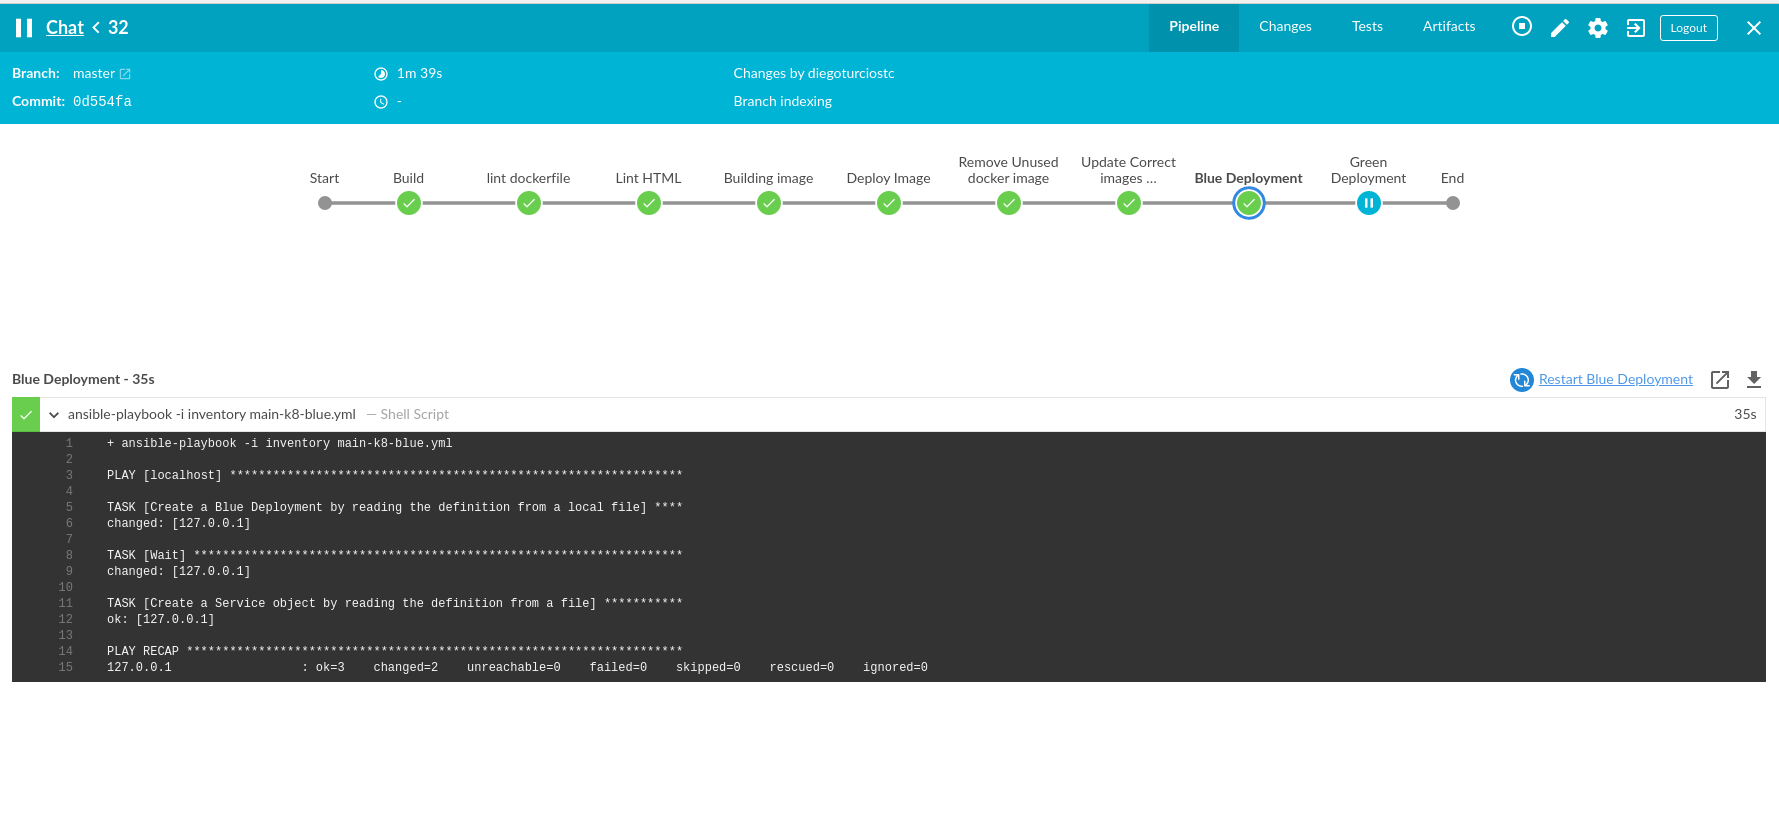 Chat < 32
Pipeline Changes Tests Artifacts Logout
Branch: master 1m 39s Changes by diegoturciostc
Commit: 0d554fa - Branch indexing
Start
Build
lint dockerfile
Lint HTML
Building image
Deploy Image
Remove Unused
docker image
Update Correct
images ...
Blue Deployment
Green
Deployment
End
Blue Deployment - 35s Restart Blue Deployment
ansible-playbook -i inventory main-k8-blue.yml — Shell Script 35s
1 + ansible-playbook -i inventory main-k8-blue.yml
2
3 PLAY [localhost] ***************************************************************
4
5 TASK [Create a Blue Deployment by reading the definition from a local file] ****
6 changed: [127.0.0.1]
7
8 TASK [Wait] ********************************************************************
9 changed: [127.0.0.1]
10
11 TASK [Create a Service object by reading the definition from a file] ***********
12 ok: [127.0.0.1]
13
14 PLAY RECAP *********************************************************************
15 127.0.0.1                  : ok=3    changed=2    unreachable=0    failed=0    skipped=0    rescued=0    ignored=0